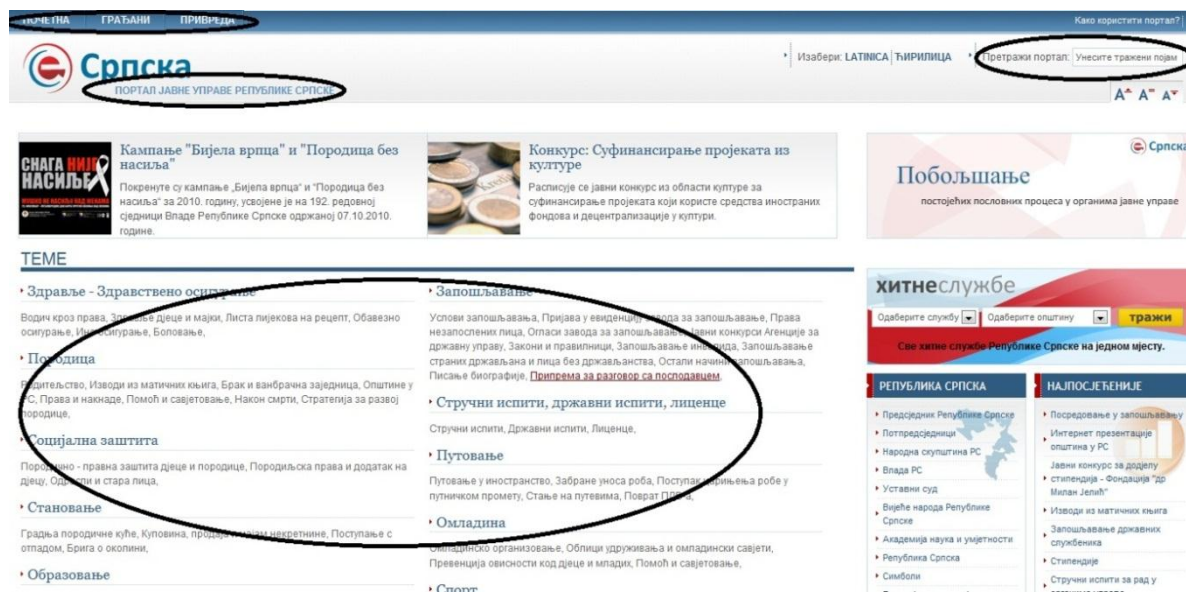 ПОЧЕТНА ГРАЂАНИ ПРИВРЕДА
Како користити портал?
Српска
ПОРТАЛ ЈАВНЕ УПРАВЕ РЕПУБЛИКЕ СРПСКЕ
Изабери: LATINICA ЋИРИЛИЦА
Претражи портал: Унесите тражени појам
A A A
СНАГА НИЈЕ
НАСИЉЕ
Кампање "Бијела врпца" и "Породица без
насиља"
Покренуте су кампање „Бијела врпца“ и "Породица без
насиља“ за 2010. годину, усвојене је на 192. редовној
сједници Владе Републике Српске одржаној 07.10.2010.
године.
Конкурс: Суфинансирање пројеката из
културе
Расписује се јавни конкурс из области културе за
суфинансирање пројеката који користе средства иностраних
фондова и децентрализације у култури.
Српска
Побољшање
постојећих пословних процеса у органима јавне управе
ТЕМЕ
Здравље - Здравствено осигурање
Водич кроз права, Здравље дјеце и мајки, Листа лијекова на рецепт, Обавезно
осигурање, Ино осигурање, Боловање,
Породица
Родитељство, Изводи из матичних књига, Брак и ванбрачна заједница, Општине у
РС, Права и накнаде, Помоћ и савјетовање, Након смрти, Стратегија за развој
породице,
Социјална заштита
Породично - правна заштита дјеце и породице, Породиљска права и додатак на
дјецу, Одрасли и стара лица,
Становање
Градња породичне куће, Куповина, продаја и најам некретнине, Поступање с
отпадом, Брига о околини,
Образовање
Запошљавање
Услови запошљавања, Пријава у евиденцију завода за запошљавање, Права
незапослених лица, Огласи завода за запошљавање, Јавни конкурси Агенције за
државну управу, Закони и правилници, Запошљавање инвалида, Запошљавање
страних држављана и лица без држављанства, Остали начини запошљавања,
Писање биографије, Припрема за разговор са послодавцем,
Стручни испити, државни испити, лиценце
Стручни испити, Државни испити, Лиценце,
Путовање
Путовање у иностранство, Забране уноса роба, Поступак царињења робе у
путничком промету, Стање на путевима, Поврат
Омладина
Омладинско организовање, Облици удруживања и омладински савјети,
Превенција овисности код дјеце и младих, Помоћ и савјетовање,
Спорт
хитнеслужбе
Одаберите службу Одаберите општину тражи
Све хитне службе Републике Српске на једном мјесту.
РЕПУБЛИКА СРПСКА
Предсједник Републике Српске
Потпредсједници
Народна скупштина РС
Влада РС
Уставни суд
Вијеће народа Републике
Српске
Академија наука и умјетности
Република Српска
Симболи
НАЈПОСЈЕЋЕНИЈЕ
Посредовање у запошљавању
Интернет презентације
општина у РС
Јавни конкурс за додјелу
стипендија - Фондација "др
Милан Јелић"
Изводи из матичних књига
Запошљавање државних
службеника
Стипендије
Стручни испити за рад у
органима управе